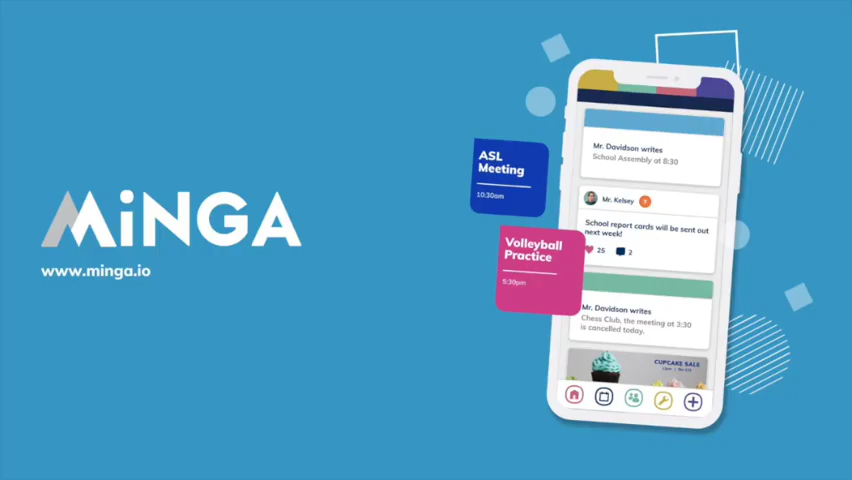 MiNGA
www.minga.io
ASL
Meeting
10:30am
Volleyball
Practice
5:30pm
Mr. Davidson writes
School Assembly at 8:30
Mr. Kelsey
School report cards will be sent out
next week!
25 2
Mr. Davidson writes
Chess Club, the meeting at 3:30
is cancelled today.
CUPCAKE SALE